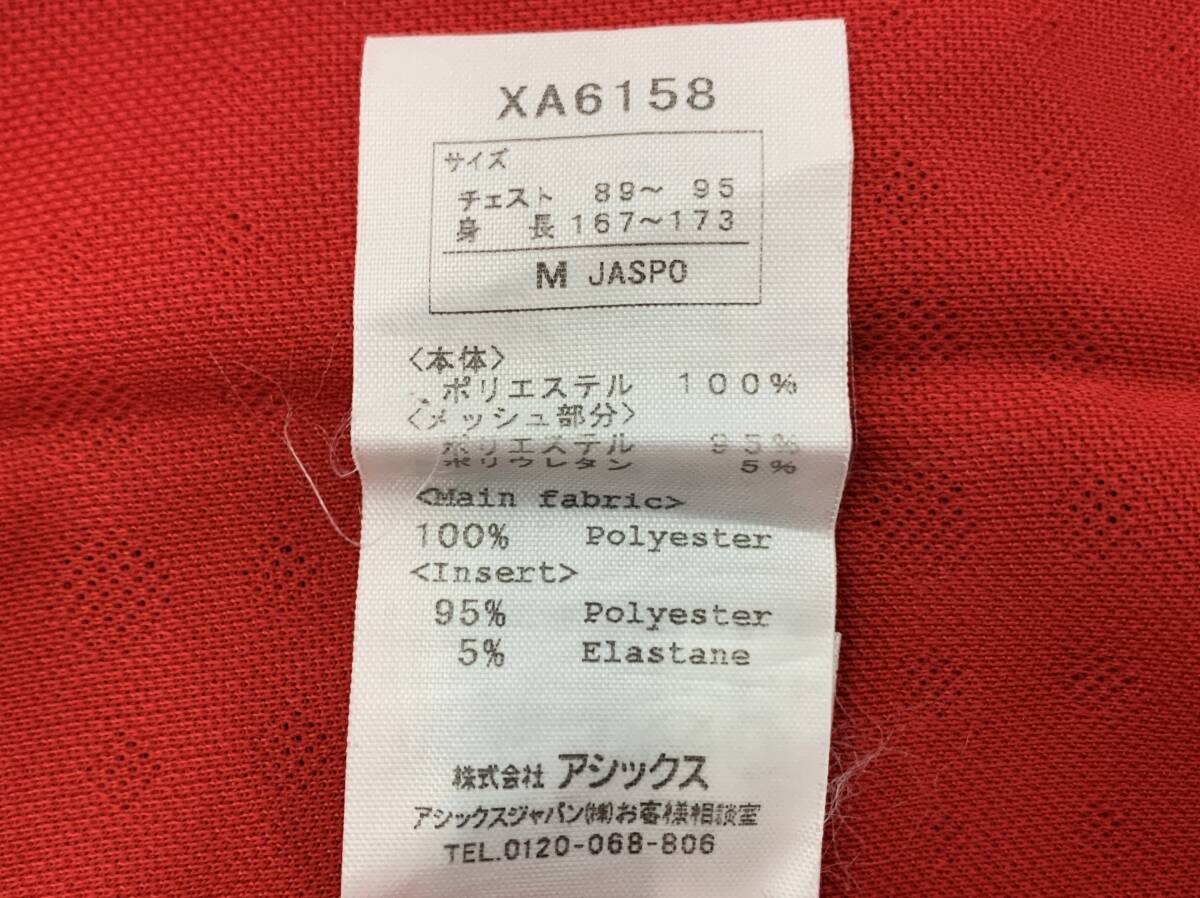 XA6158
サイズ
チェスト 89～ 95
身 長 167～173
M JASPO
〈本体〉
ポリエステル 100%
〈メッシュ部分〉
ポリエステル 95%
ポリウレタン 5%
<Main fabric>
100% Polyester
<Insert>
95% Polyester
5% Elastane
株式会社 アシックス
アシックスジャパン(株)お客様相談室
TEL.0120-068-806